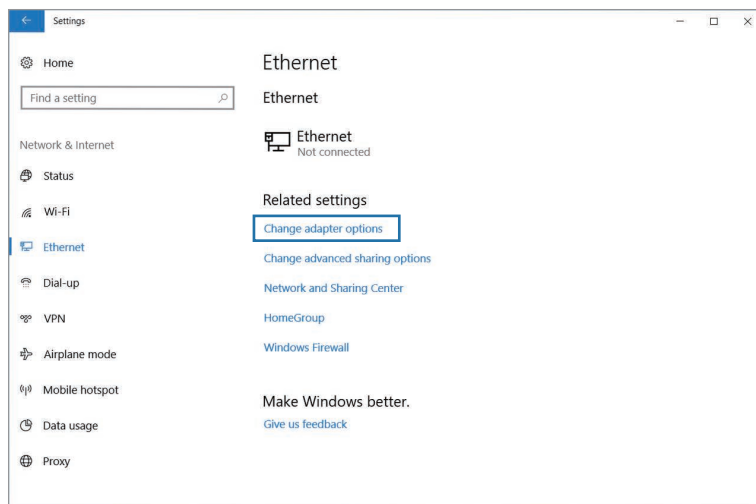 Settings
Home
Find a setting
Network & Internet
Status
Wi-Fi
Ethernet
Dial-up
VPN
Airplane mode
Mobile hotspot
Data usage
Proxy
Ethernet
Ethernet
Ethernet
Not connected
Related settings
Change adapter options
Change advanced sharing options
Network and Sharing Center
HomeGroup
Windows Firewall
Make Windows better.
Give us feedback